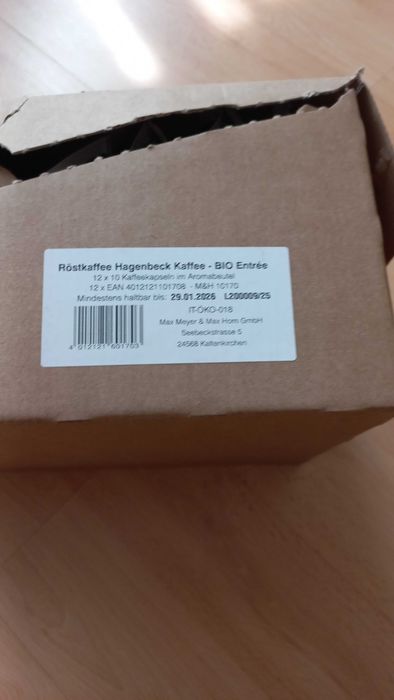 Röstkaffee Hagenbeck Kaffee - BIO Entrée
12 x 10 Kaffeekapseln im Aromabeutel
12 x EAN 4012121101708 - M&H 10170
Mindestens haltbar bis: 29.01.2026 L200009/25
IT-ÖKO-018
Max Meyer & Max Horn GmbH
Seebeckstrasse 5
24568 Kaltenkirchen
4 012121 601703